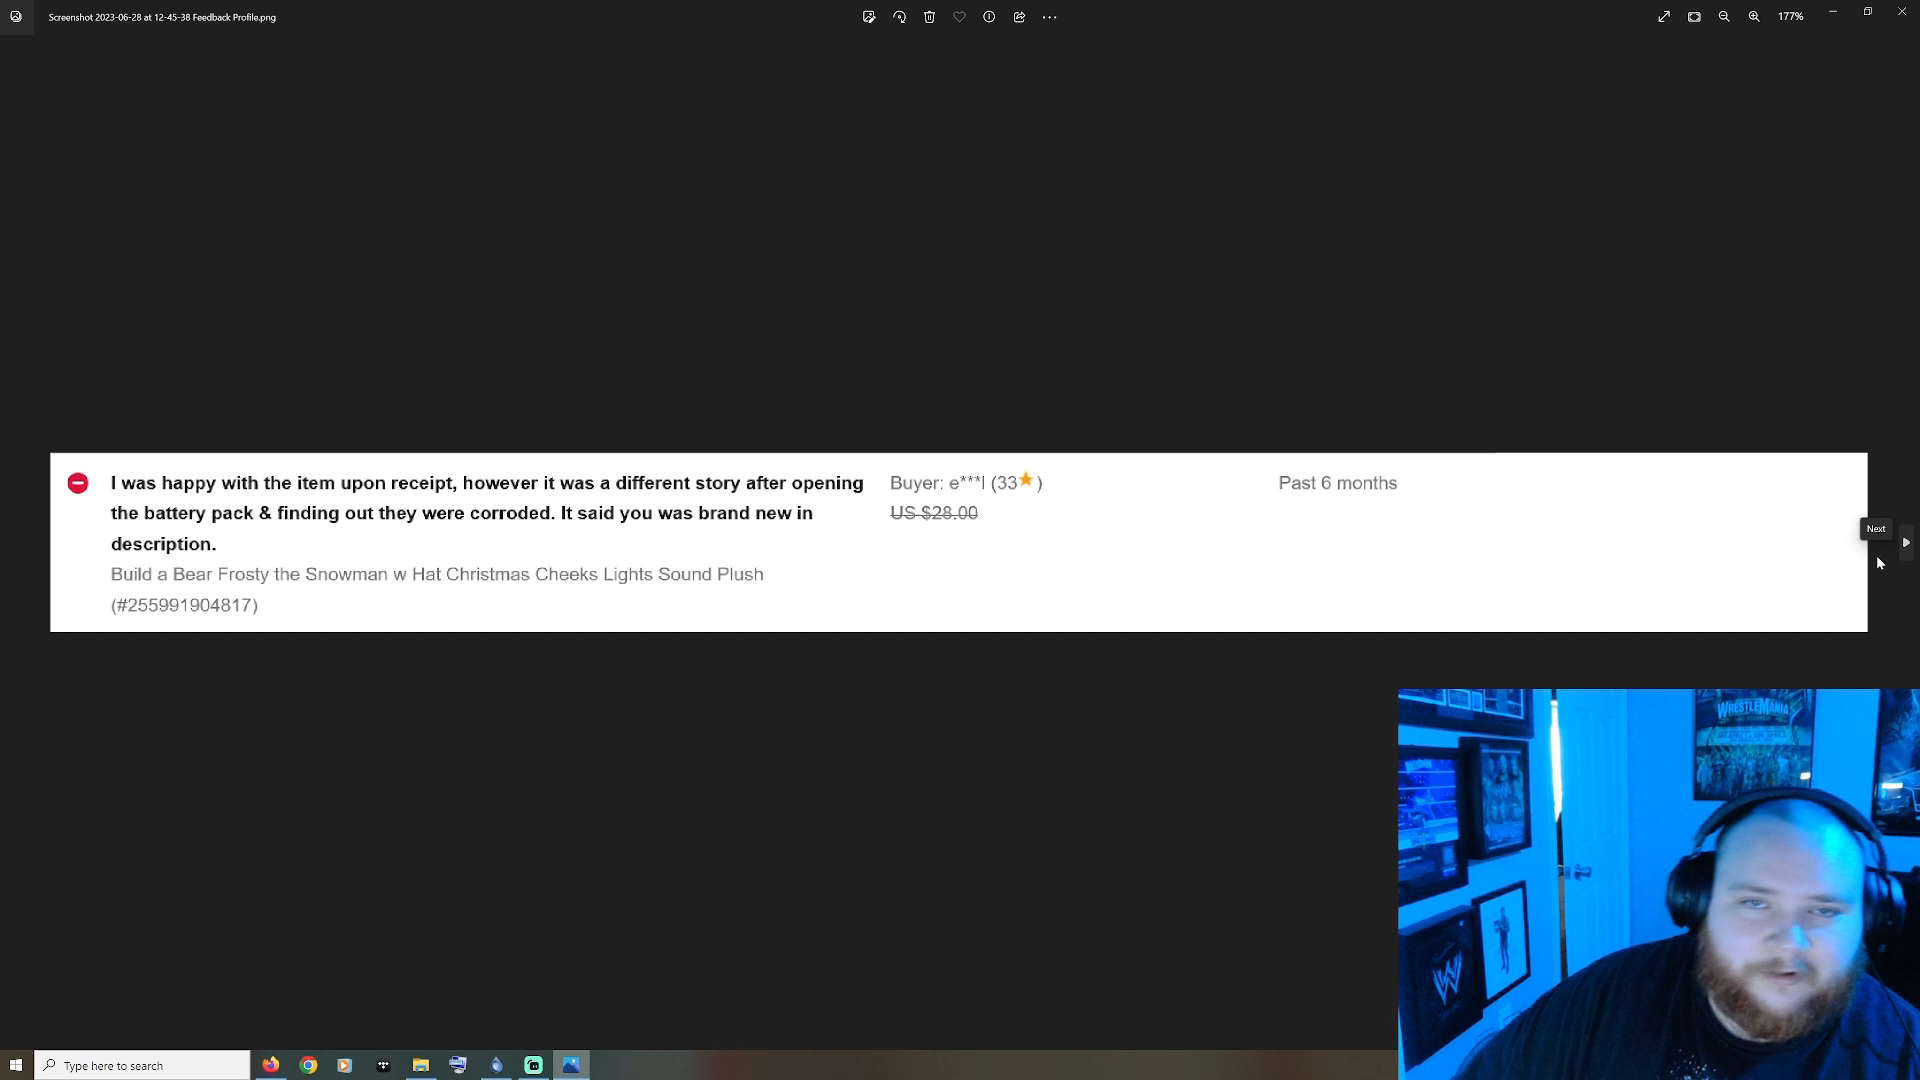 Screenshot 2023-06-28 at 12-45-38 Feedback Profile.png
177%
I was happy with the item upon receipt, however it was a different story after opening
the battery pack & finding out they were corroded. It said you was brand new in
description.
Build a Bear Frosty the Snowman w Hat Christmas Cheeks Lights Sound Plush
(#255991904817)
Buyer: e***l (33★)
US $28.00
Past 6 months
Next
WRESTLEMANIA
Type here to search